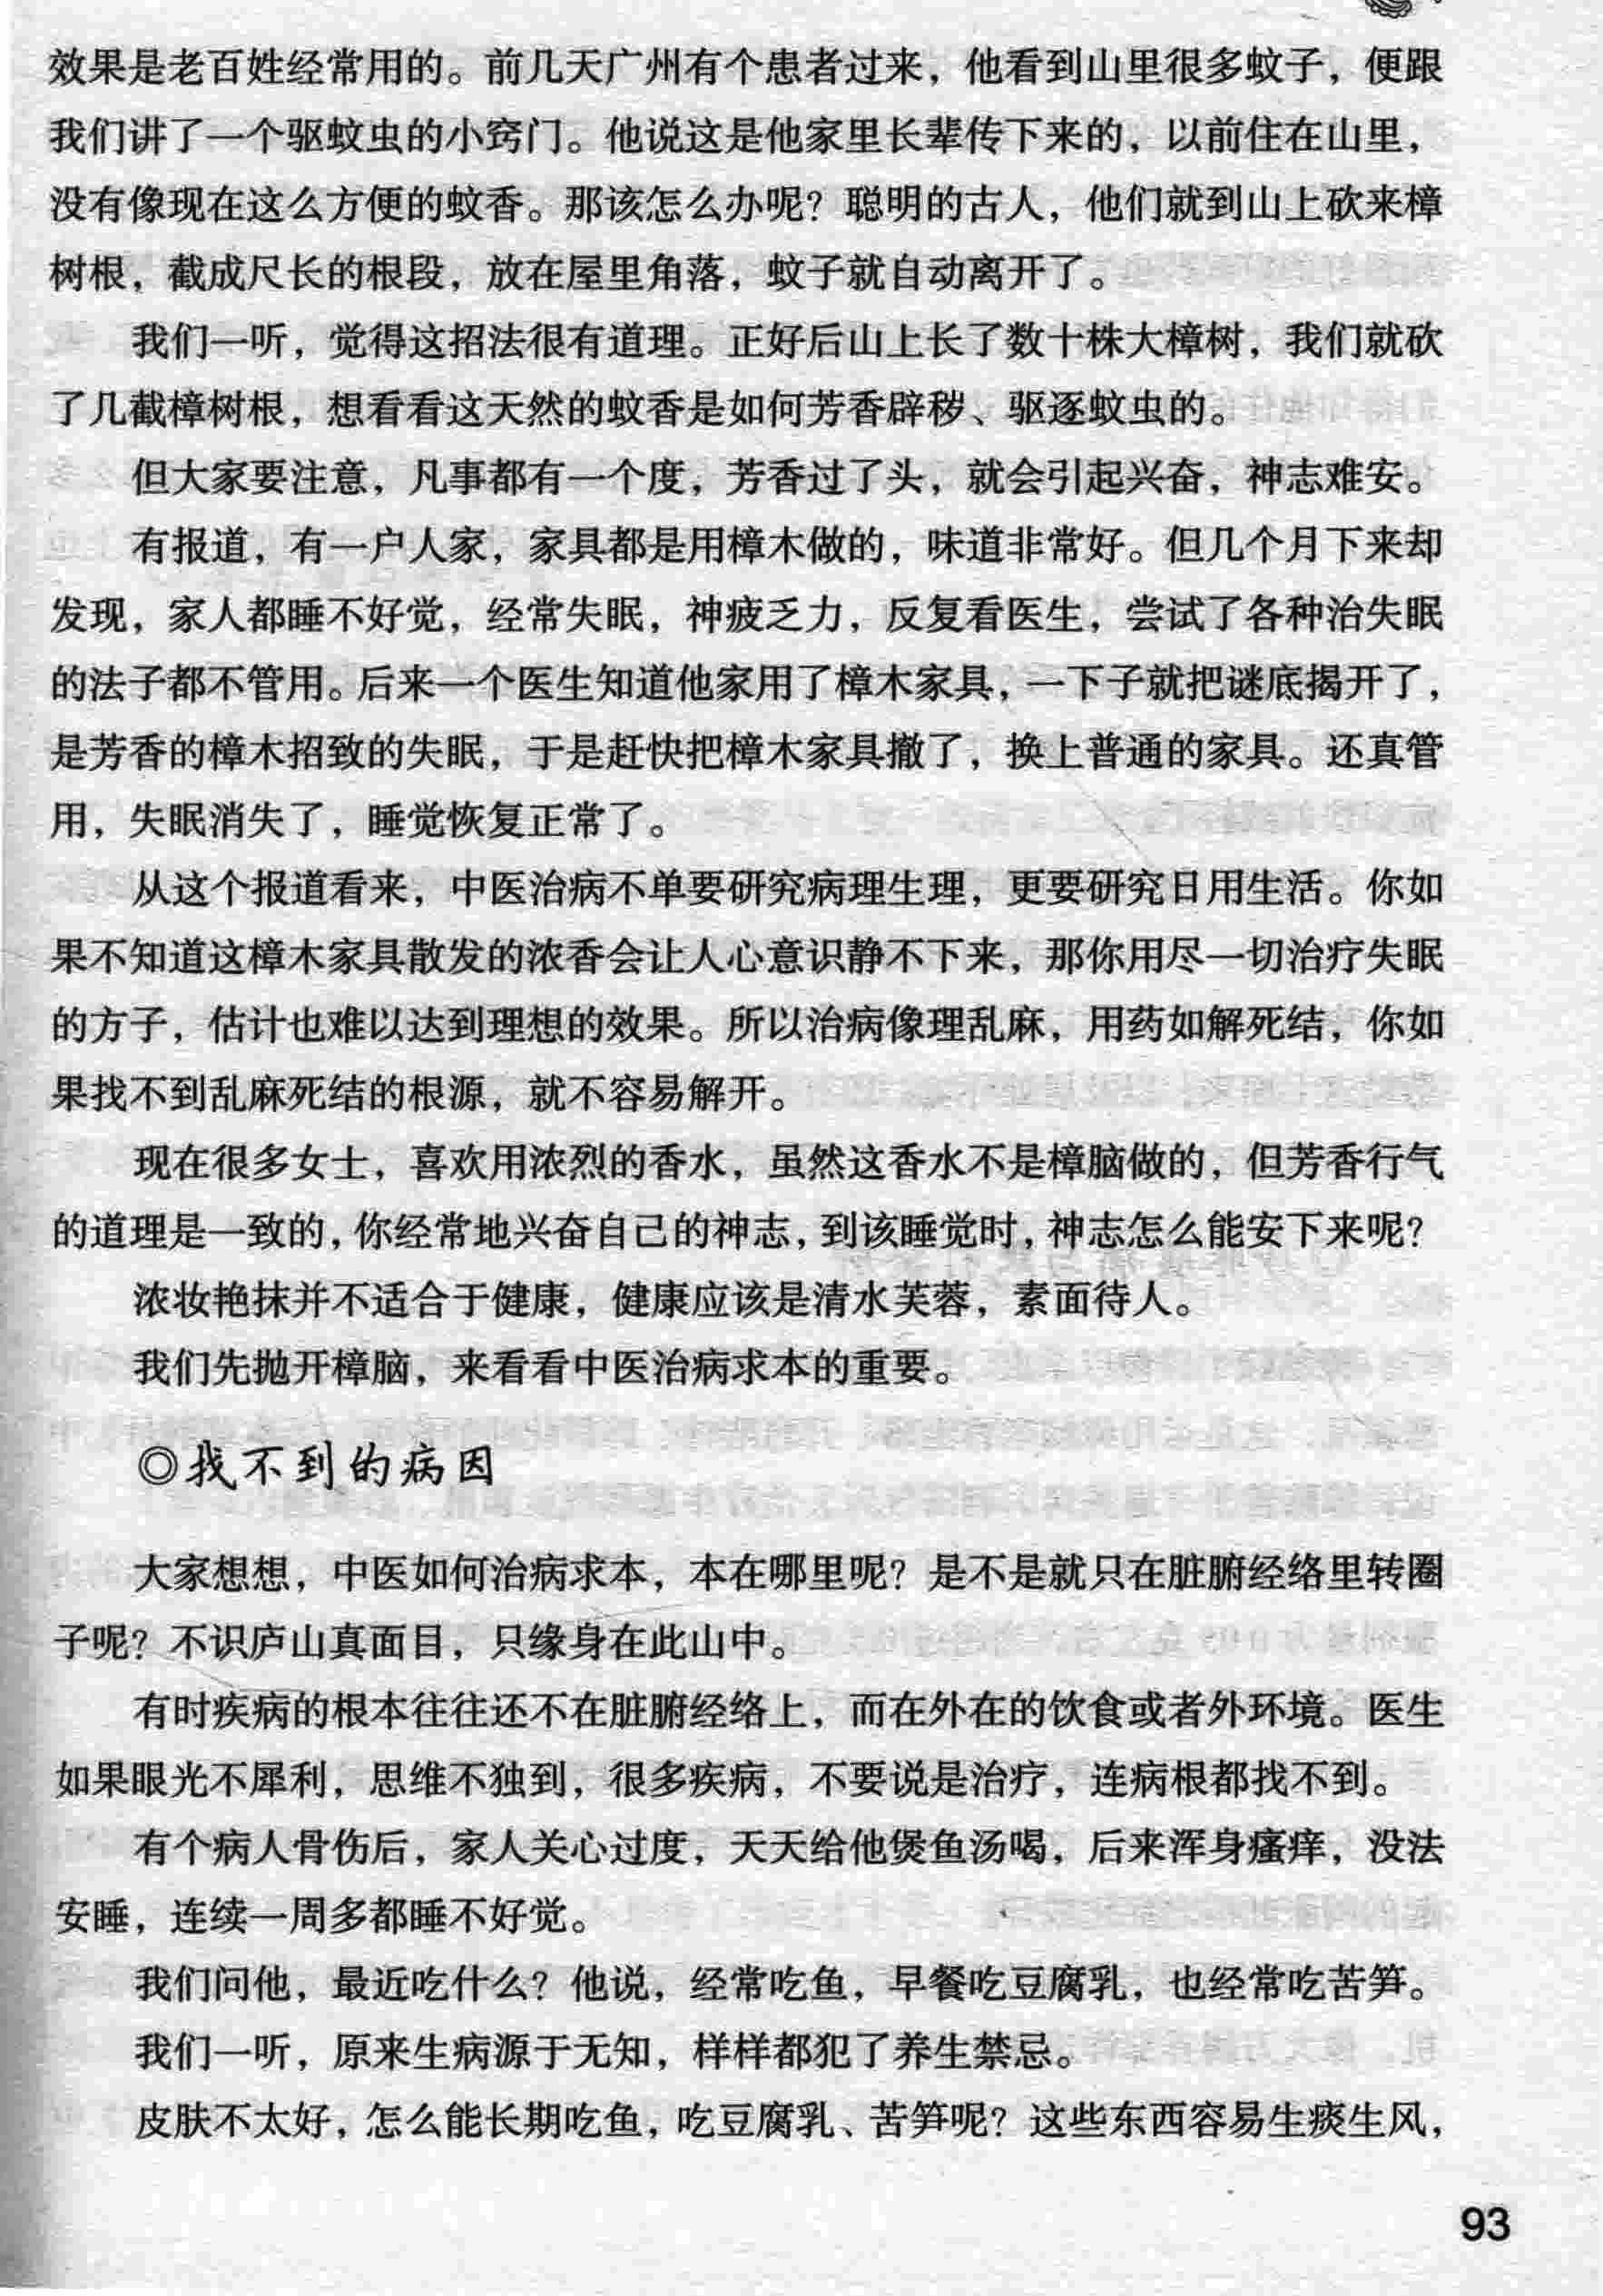 效果是老百姓经常用的。前几天广州有个患者过来，他看到山里很多蚊子，便跟
我们讲了一个驱蚊虫的小窍门。他说这是他家里长辈传下来的，以前住在山里，
没有像现在这么方便的蚊香。那该怎么办呢？聪明的古人，他们就到山上砍来樟
树根，截成尺长的根段，放在屋里角落，蚊子就自动离开了。
我们一听，觉得这招法很有道理。正好后山上长了数十株大樟树，我们就砍
了几截樟树根，想看看这天然的蚊香是如何芳香辟秽、驱逐蚊虫的。
但大家要注意，凡事都有一个度，芳香过了头，就会引起兴奋，神志难安。
有报道，有一户人家，家具都是用樟木做的，味道非常好。但几个月下来却
发现，家人都睡不好觉，经常失眠，神疲乏力，反复看医生，尝试了各种治失眠
的法子都不管用。后来一个医生知道他家用了樟木家具，一下子就把谜底揭开了，
是芳香的樟木招致的失眠，于是赶快把樟木家具撤了，换上普通的家具。还真管
用，失眠消失了，睡觉恢复正常了。
从这个报道看来，中医治病不单要研究病理生理，更要研究日用生活。你如
果不知道这樟木家具散发的浓香会让人心意识静不下来，那你用尽一切治疗失眠
的方子，估计也难以达到理想的效果。所以治病像理乱麻，用药如解死结，你如
果找不到乱麻死结的根源，就不容易解开。
现在很多女士，喜欢用浓烈的香水，虽然这香水不是樟脑做的，但芳香行气
的道理是一致的，你经常地兴奋自己的神志，到该睡觉时，神志怎么能安下来呢？
浓妆艳抹并不适合于健康，健康应该是清水芙蓉，素面待人。
我们先抛开樟脑，来看看中医治病求本的重要。
◎找不到的病因
大家想想，中医如何治病求本，本在哪里呢？是不是就只在脏腑经络里转圈
子呢？不识庐山真面目，只缘身在此山中。
有时疾病的根本往往还不在脏腑经络上，而在外在的饮食或者外环境。医生
如果眼光不犀利，思维不独到，很多疾病，不要说是治疗，连病根都找不到。
有个病人骨伤后，家人关心过度，天天给他煲鱼汤喝，后来浑身瘙痒，没法
安睡，连续一周多都睡不好觉。
我们问他，最近吃什么？他说，经常吃鱼，早餐吃豆腐乳，也经常吃苦笋。
我们一听，原来生病源于无知，样样都犯了养生禁忌。
皮肤不太好，怎么能长期吃鱼，吃豆腐乳、苦笋呢？这些东西容易生痰生风，
93